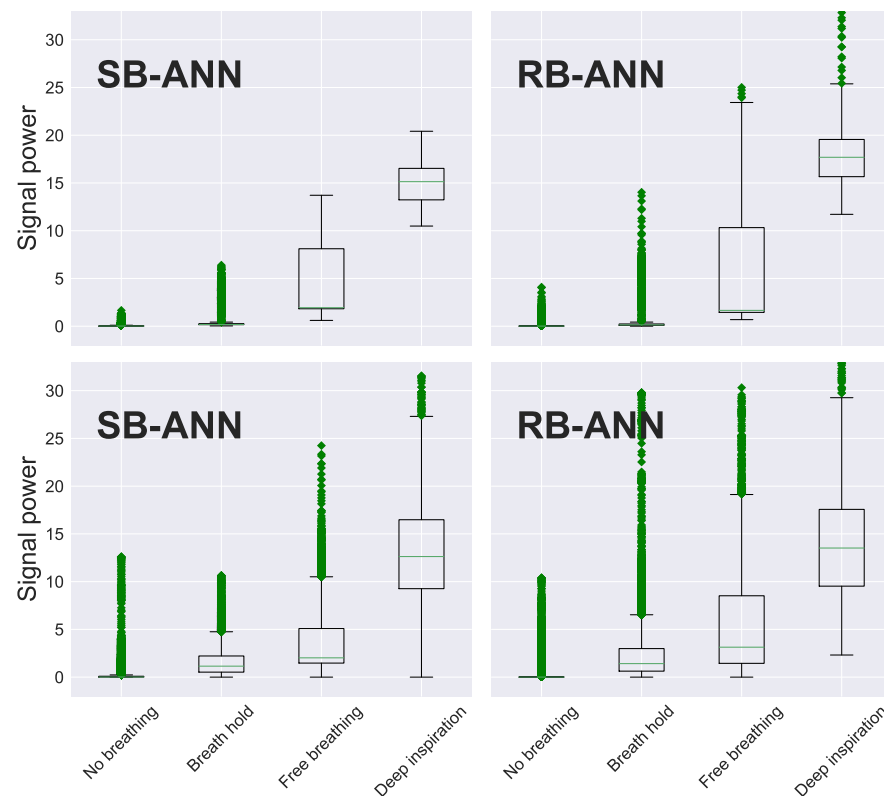 SB-ANN
RB-ANN
Signal power
30
25
20
15
10
5
0
SB-ANN
RB-ANN
Signal power
30
25
20
15
10
5
0
No breathing
Breath hold
Free breathing
Deep inspiration
No breathing
Breath hold
Free breathing
Deep inspiration